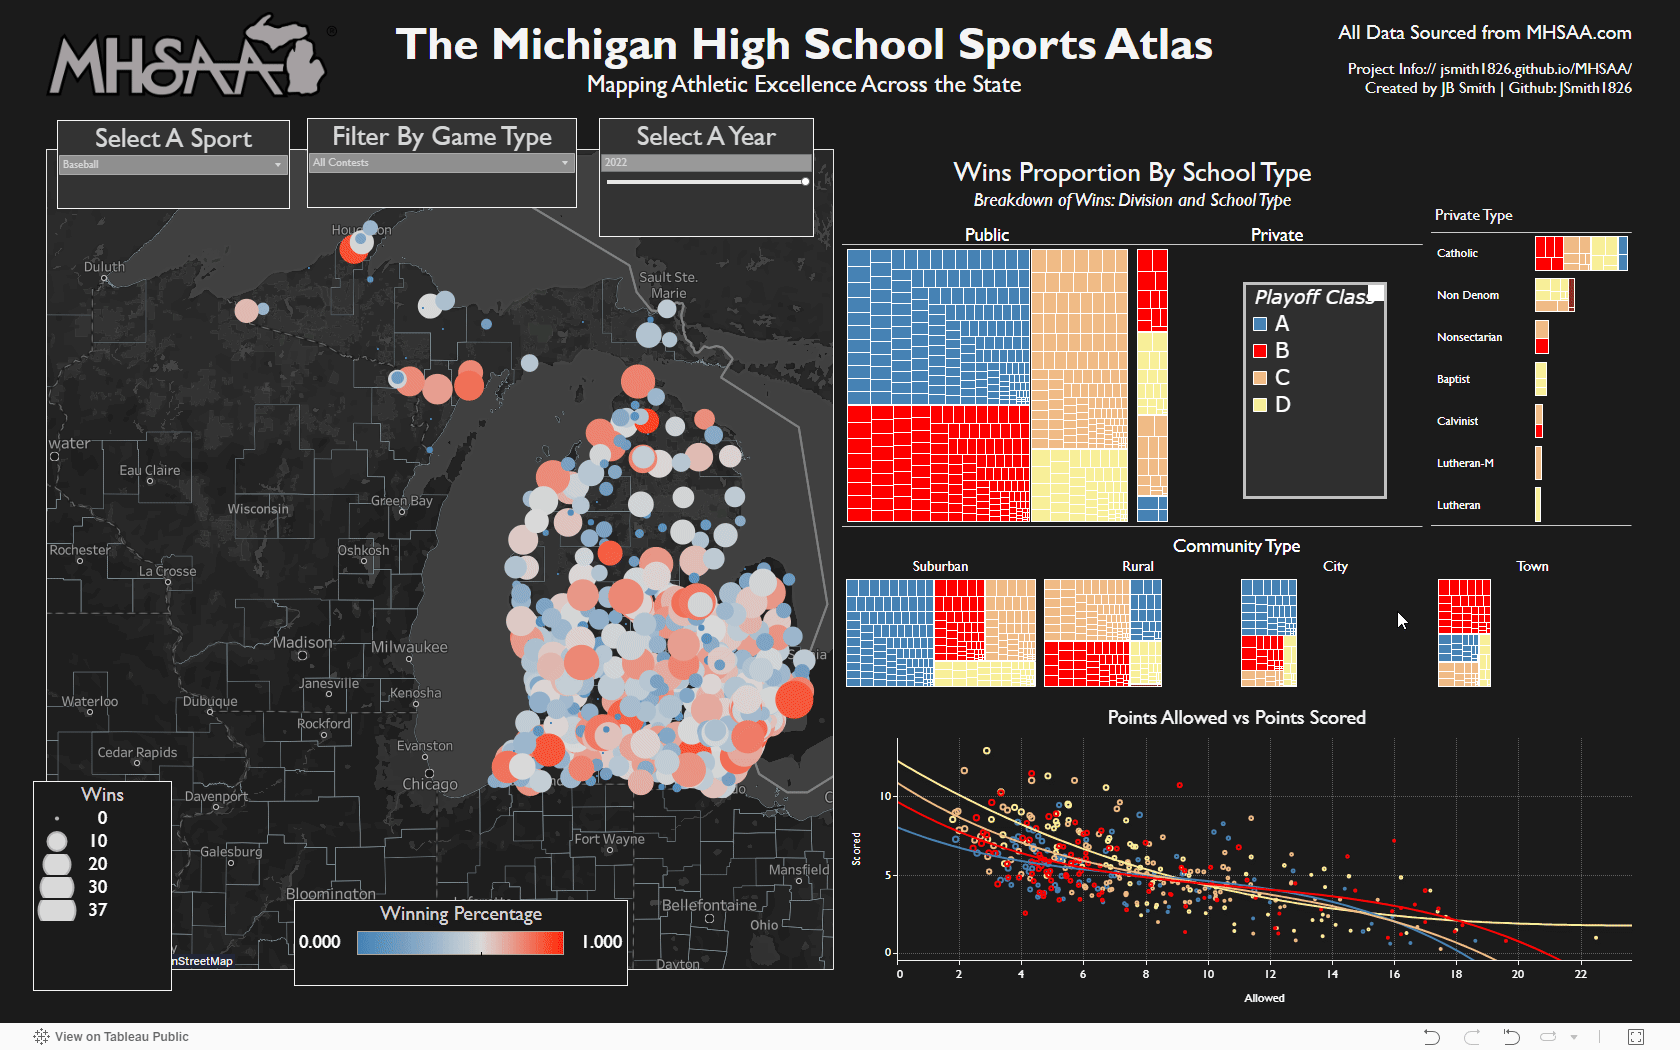 MHSAA
®
The Michigan High School Sports Atlas
Mapping Athletic Excellence Across the State
All Data Sourced from MHSAA.com
Project Info// jsmith1826.github.io/MHSAA/
Created by JB Smith | Github: JSmith1826
Select A Sport
Baseball
Filter By Game Type
All Contests
Select A Year
2022
Duluth
Sault Ste.
Marie
water
Eau Claire
Green Bay
Wisconsin
Rochester
Oshkosh
La Crosse
Madison
Milwaukee
Janesville
Kenosha
Waterloo
Dubuque
Rockford
Cedar Rapids
Evanston
Chicago
Davenport
Fort Wayne
Galesburg
Mansfield
Bloomington
Bellefontaine
Ohio
Dayton
nStreetMap
Wins
0
10
20
30
37
Winning Percentage
0.000
1.000
Wins Proportion By School Type
Breakdown of Wins: Division and School Type
Public
Private
Playoff Class
A
B
C
D
Private Type
Catholic
Non Denom
Nonsectarian
Baptist
Calvinist
Lutheran-M
Lutheran
Community Type
Suburban
Rural
City
Town
Points Allowed vs Points Scored
Scored
10
5
0
0 2 4 6 8 10 12 14 16 18 20 22
Allowed
View on Tableau Public